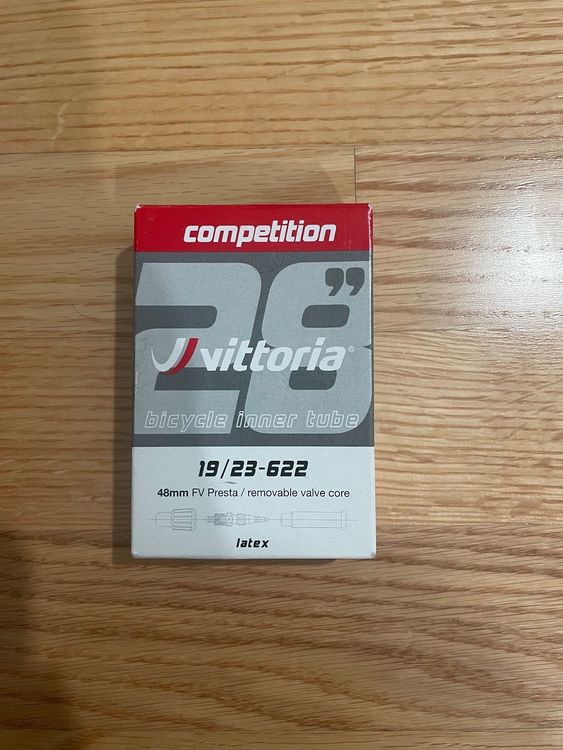 competition
28”
vittoria®
bicycle inner tube
19/23-622
48mm FV Presta / removable valve core
latex